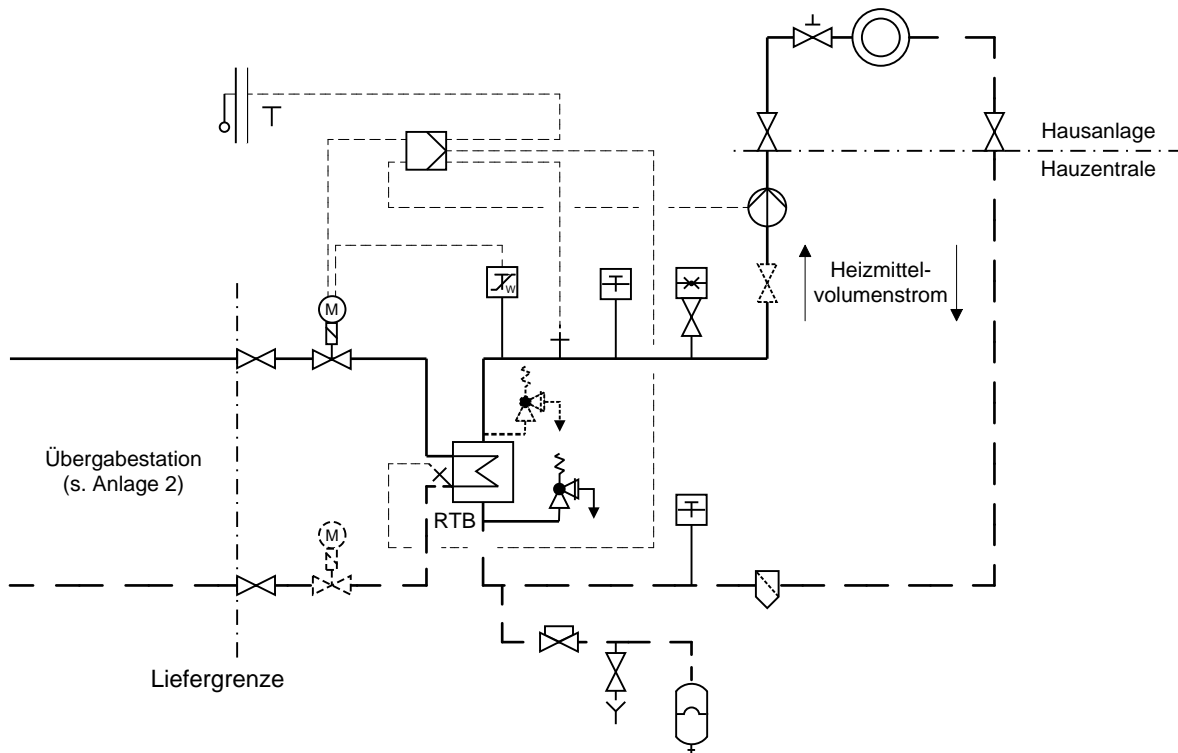 Hausanlage
Hauzentrale
Heizmittel-
volumenstrom
W
M
Übergabestation
(s. Anlage 2)
RTB
M
Liefergrenze